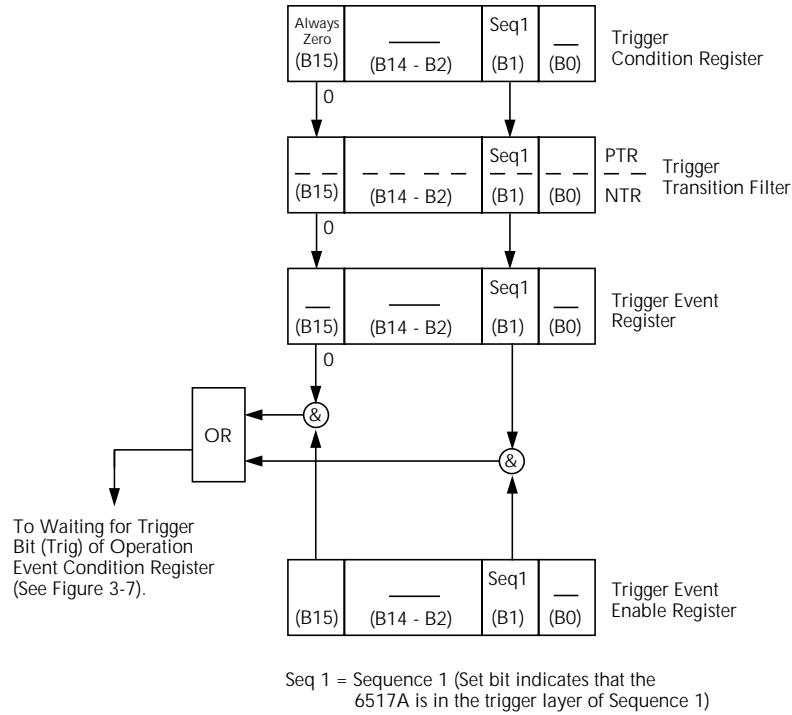 Always
Zero
(B15)
(B14 - B2)
Seq1
(B1)
(B0)
Trigger
Condition Register
0
(B15)
(B14 - B2)
Seq1
(B1)
(B0)
PTR
NTR
Trigger
Transition Filter
0
(B15)
(B14 - B2)
Seq1
(B1)
(B0)
Trigger Event
Register
0
&
OR
&
To Waiting for Trigger
Bit (Trig) of Operation
Event Condition Register
(See Figure 3-7).
(B15)
(B14 - B2)
Seq1
(B1)
(B0)
Trigger Event
Enable Register
Seq 1 = Sequence 1 (Set bit indicates that the
6517A is in the trigger layer of Sequence 1)